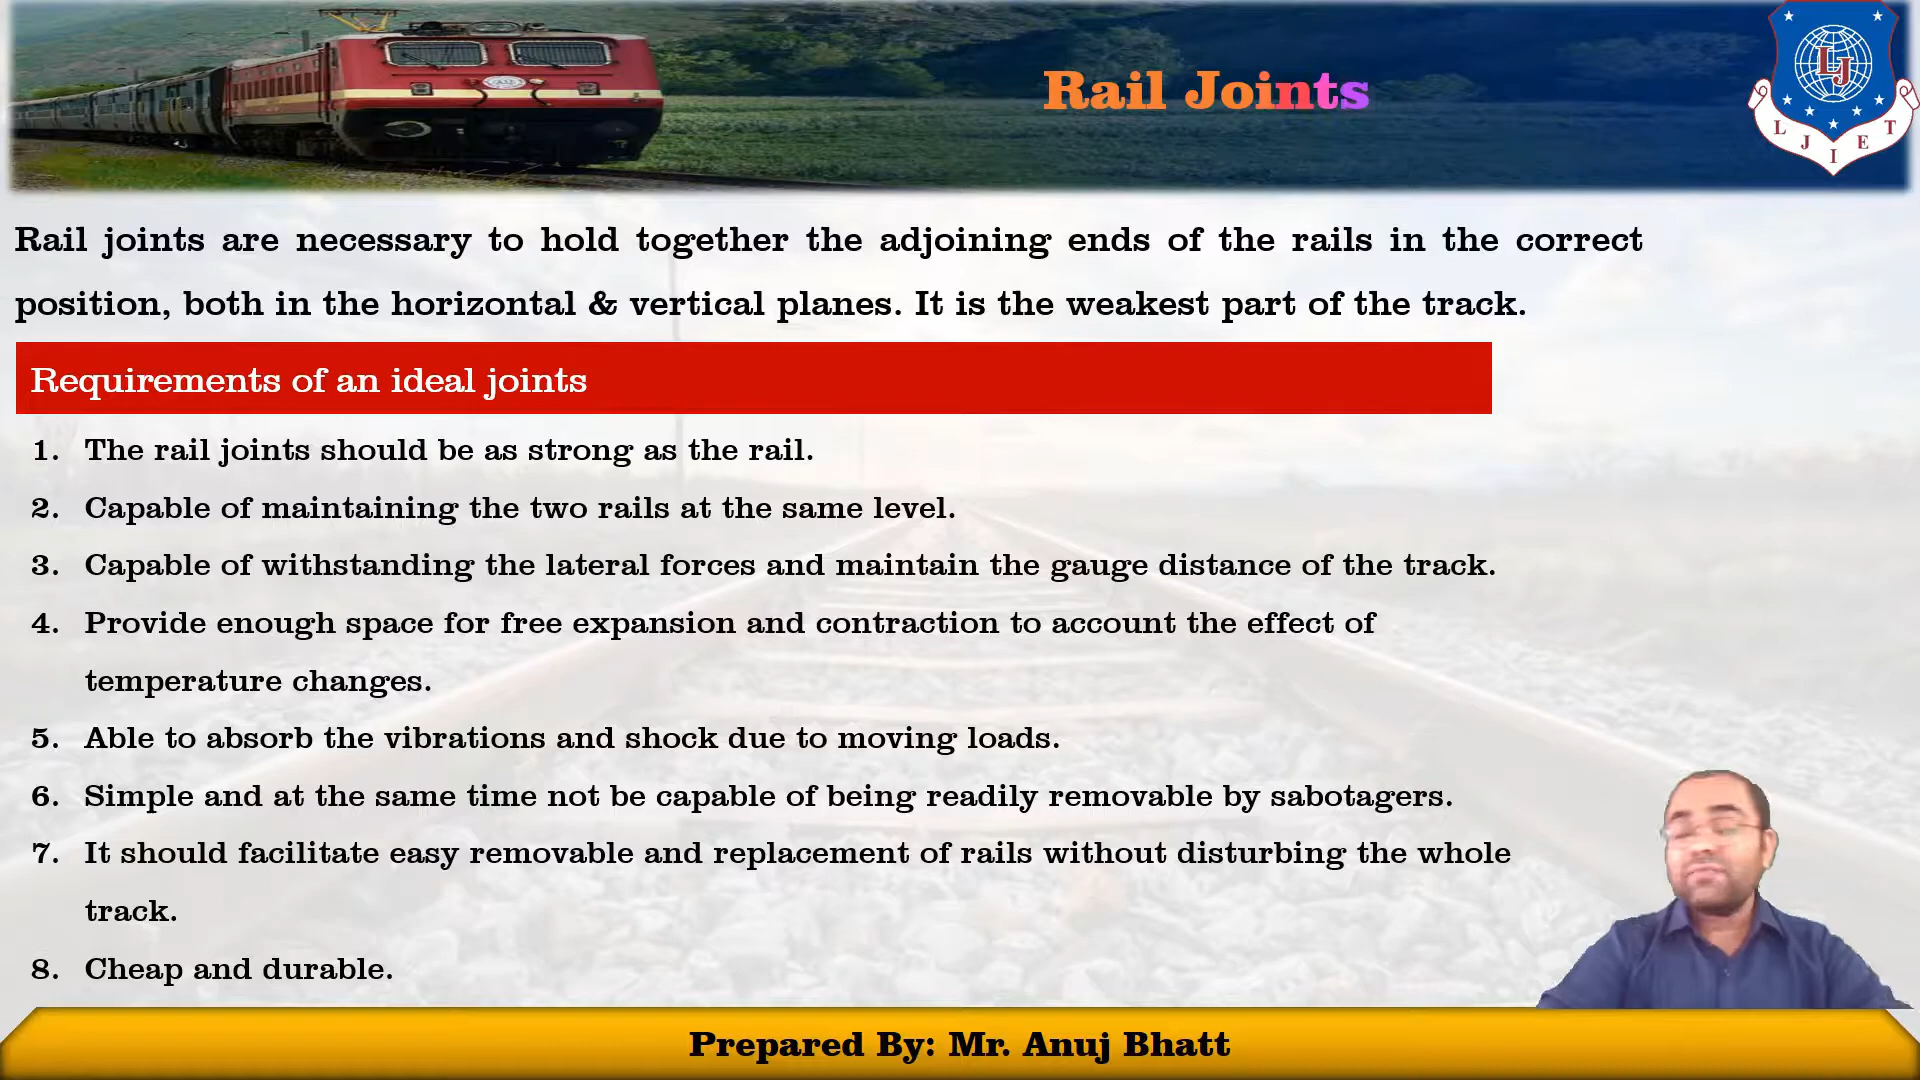 Rail Joints
LJ
L J I E T
Rail joints are necessary to hold together the adjoining ends of the rails in the correct
position, both in the horizontal & vertical planes. It is the weakest part of the track.
Requirements of an ideal joints
1. The rail joints should be as strong as the rail.
2. Capable of maintaining the two rails at the same level.
3. Capable of withstanding the lateral forces and maintain the gauge distance of the track.
4. Provide enough space for free expansion and contraction to account the effect of
temperature changes.
5. Able to absorb the vibrations and shock due to moving loads.
6. Simple and at the same time not be capable of being readily removable by sabotagers.
7. It should facilitate easy removable and replacement of rails without disturbing the whole
track.
8. Cheap and durable.
Prepared By: Mr. Anuj Bhatt